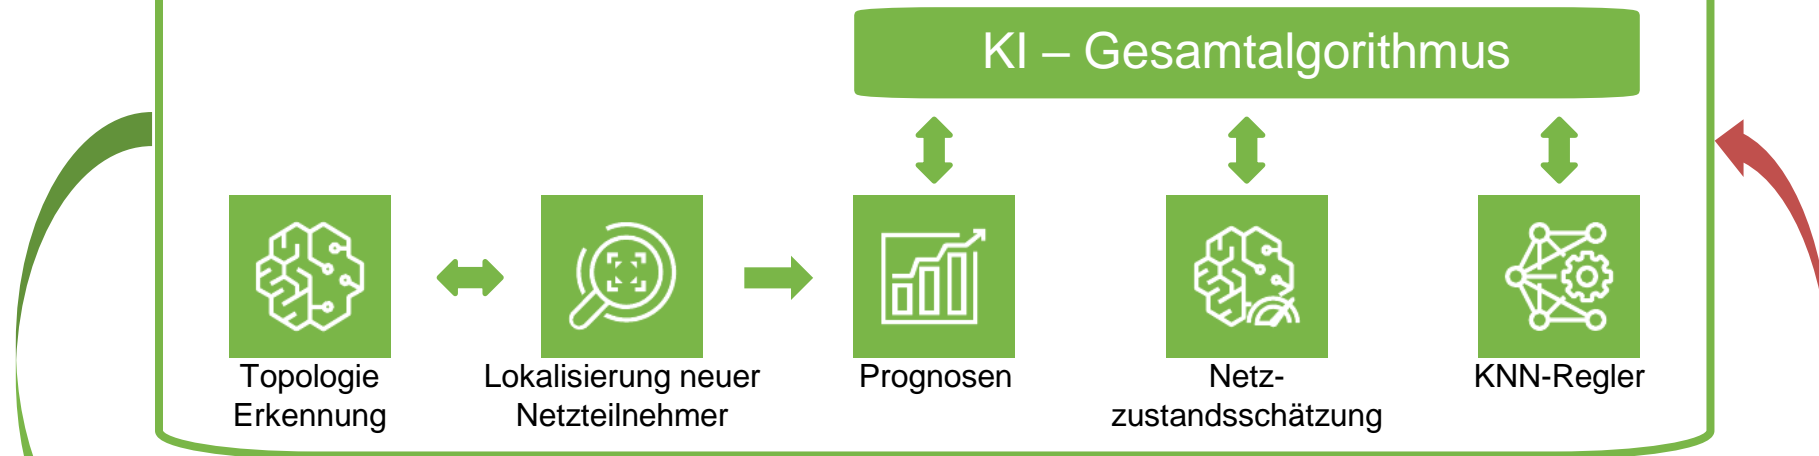 KI – Gesamtalgorithmus
Topologie
Erkennung
Lokalisierung neuer
Netzteilnehmer
Prognosen
Netz-
zustandsschätzung
KNN-Regler